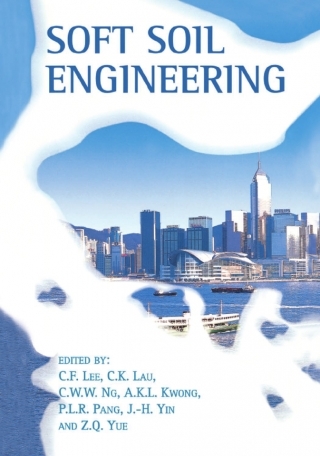 SOFT SOIL
ENGINEERING
EDITED BY:
C.F. LEE, C.K. LAU,
C.W.W. NG, A.K.L. KWONG,
P.L.R. PANG, J.-H. YIN
AND Z.Q. YUE